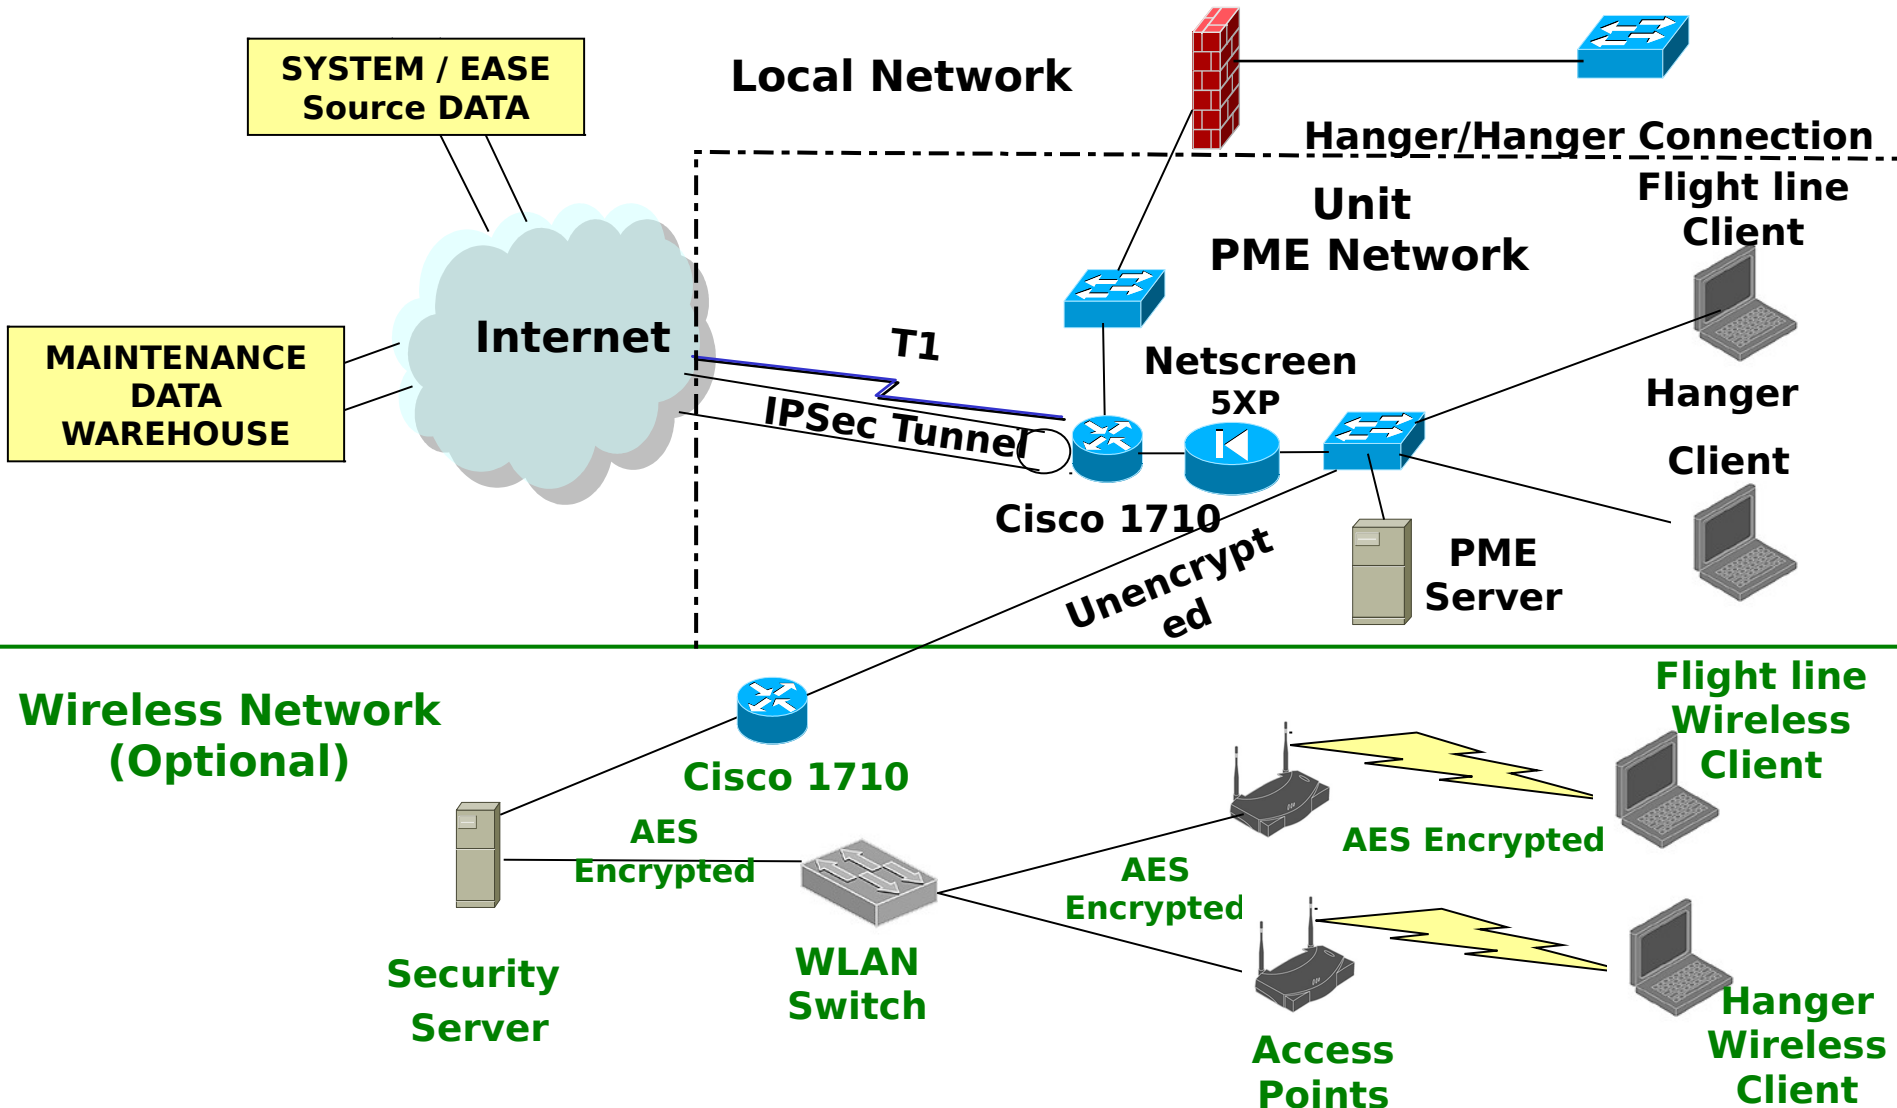 SYSTEM / EASE
Source DATA
Local Network
Hanger/Hanger Connection
Unit
PME Network
Flight line
Client
Internet
MAINTENANCE
DATA
WAREHOUSE
T1
IPSec Tunnel
Netscreen
5XP
Hanger
Client
Cisco 1710
PME
Server
Unencrypt
ed
Wireless Network
(Optional)
Cisco 1710
Flight line
Wireless
Client
AES
Encrypted
AES Encrypted
AES
Encrypted
Security
Server
WLAN
Switch
Access
Points
Hanger
Wireless
Client